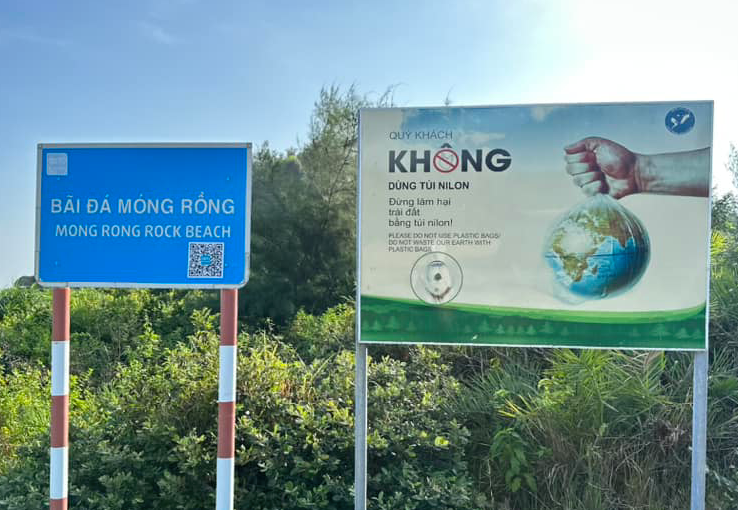 BÃI ĐÁ MÓNG RỒNG
MONG RONG ROCK BEACH
QUÝ KHÁCH
KHÔNG
DÙNG TÚI NILON
Đừng làm hại
trái đất
bằng túi nilon!
PLEASE DO NOT USE PLASTIC BAGS!
DO NOT WASTE OUR EARTH WITH
PLASTIC BAGS